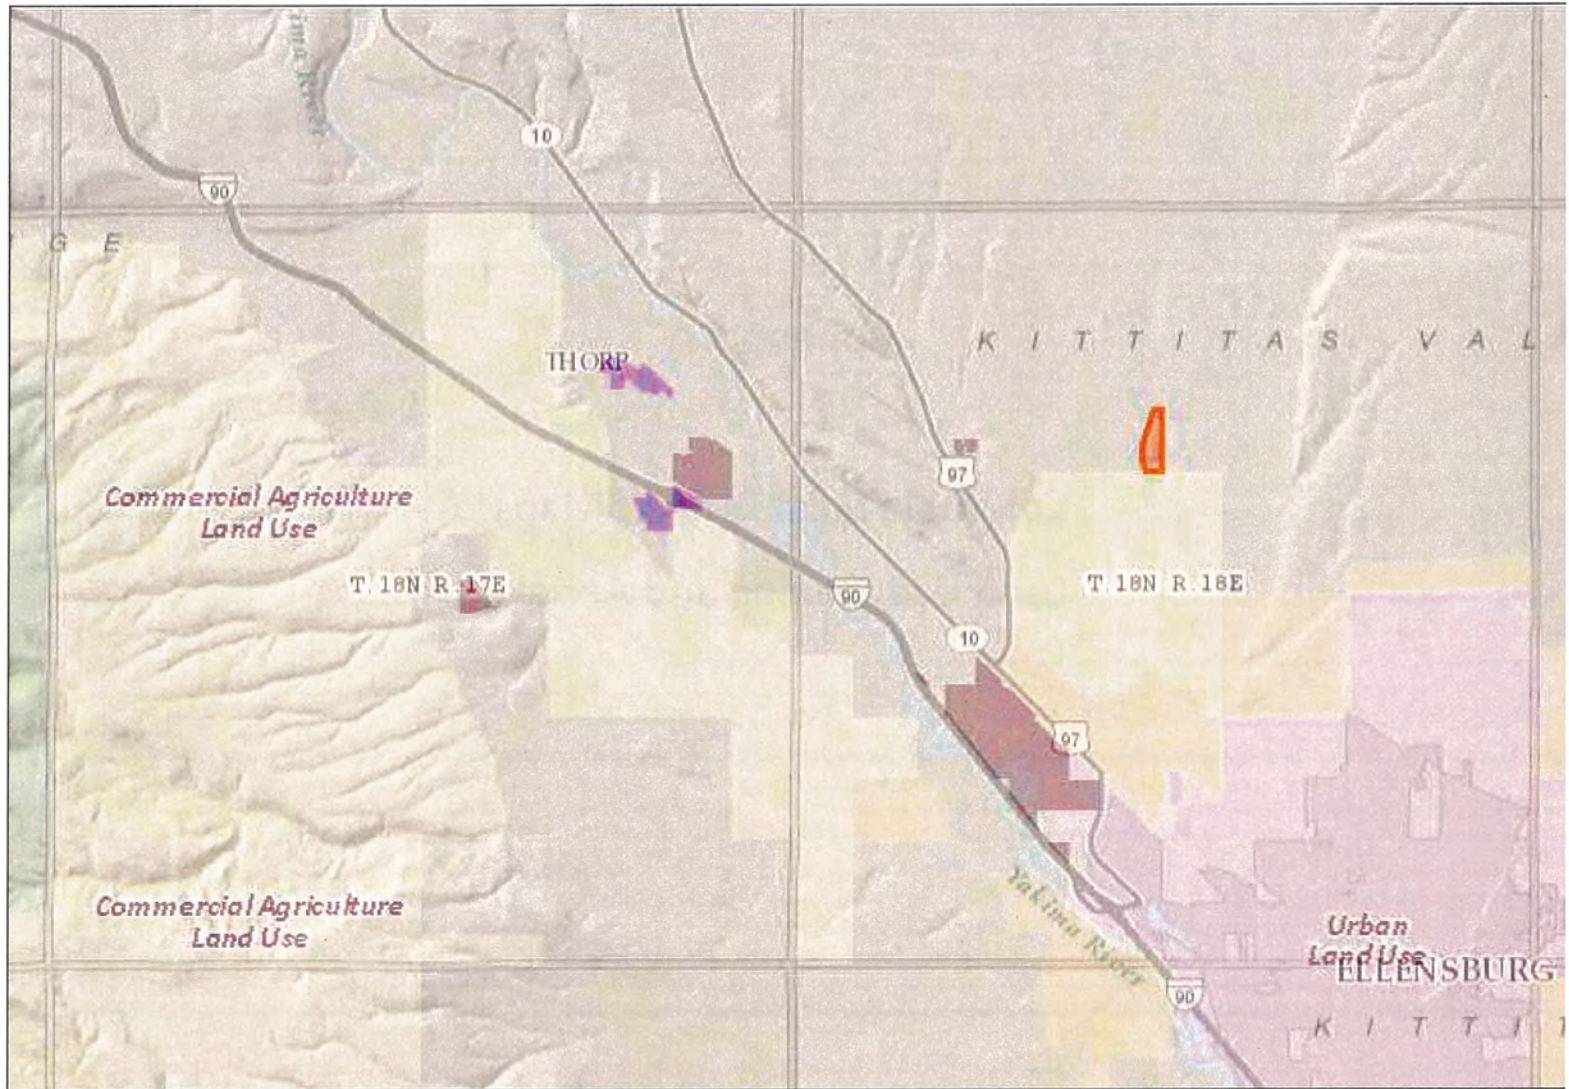 River
10
90
G E
K I T T I T A S V A L
THORP
97
Commercial Agriculture
Land Use
T. 18N R. 17E
T. 18N R. 18E
90
10
97
Yakima River
Commercial Agriculture
Land Use
Urban
Land Use
ELLENSBURG
90
K I T T I T